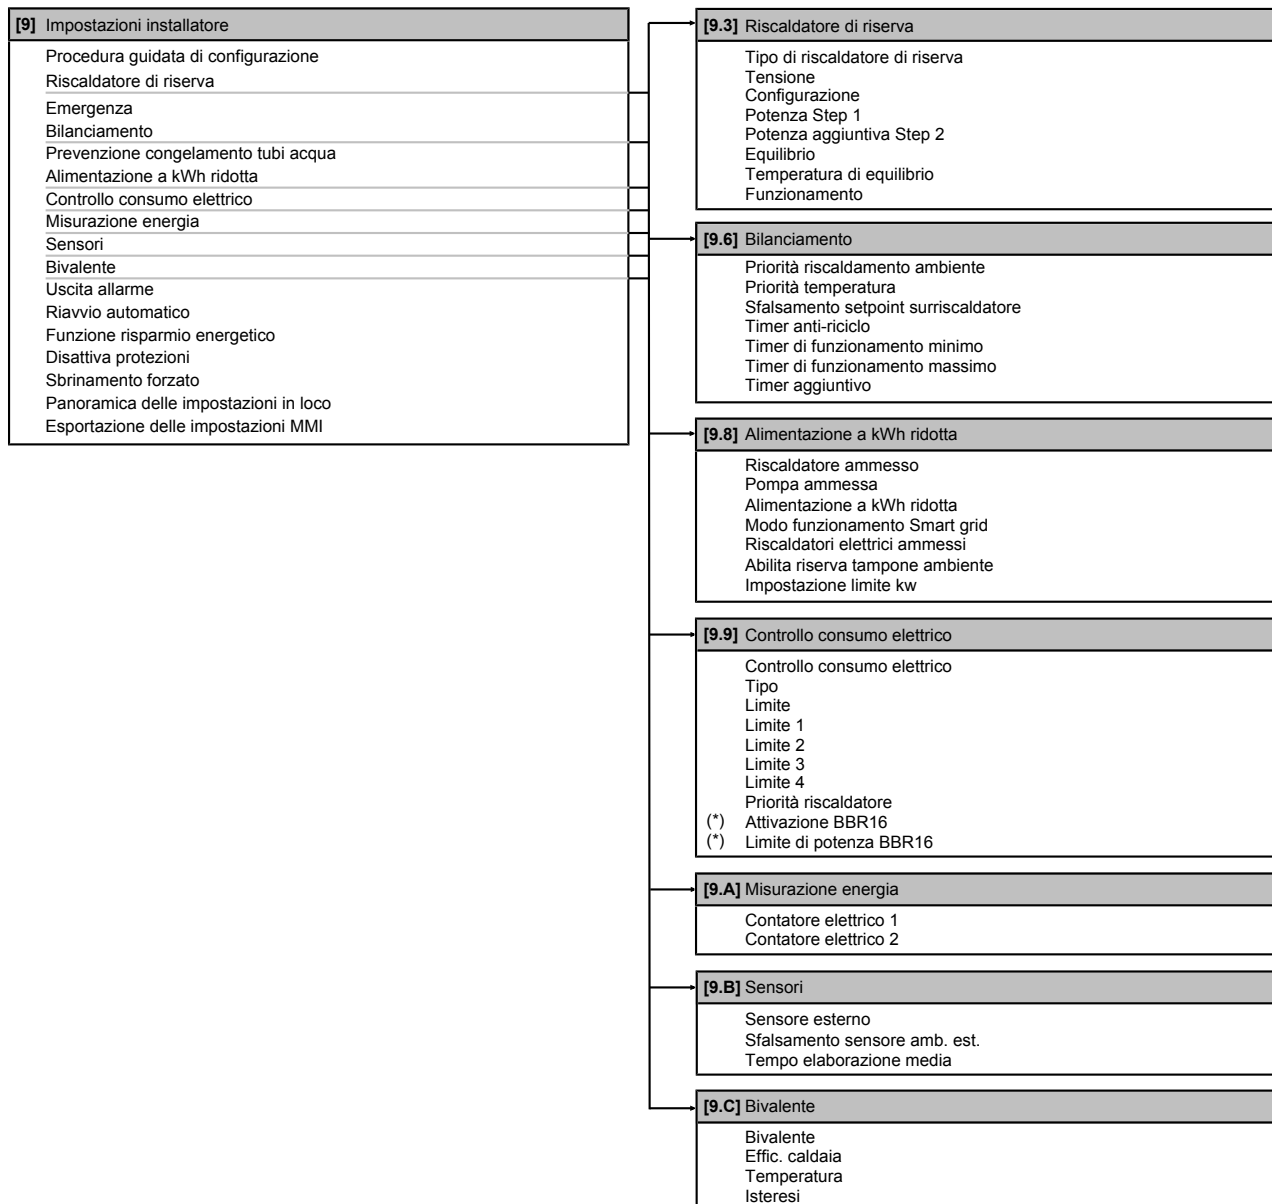 [9] Impostazioni installatore
Procedura guidata di configurazione
Riscaldatore di riserva
Emergenza
Bilanciamento
Prevenzione congelamento tubi acqua
Alimentazione a kWh ridotta
Controllo consumo elettrico
Misurazione energia
Sensori
Bivalente
Uscita allarme
Riavvio automatico
Funzione risparmio energetico
Disattiva protezioni
Sbrinamento forzato
Panoramica delle impostazioni in loco
Esportazione delle impostazioni MMI
[9.3] Riscaldatore di riserva
Tipo di riscaldatore di riserva
Tensione
Configurazione
Potenza Step 1
Potenza aggiuntiva Step 2
Equilibrio
Temperatura di equilibrio
Funzionamento
[9.6] Bilanciamento
Priorità riscaldamento ambiente
Priorità temperatura
Sfalsamento setpoint surriscaldatore
Timer anti-riciclo
Timer di funzionamento minimo
Timer di funzionamento massimo
Timer aggiuntivo
[9.8] Alimentazione a kWh ridotta
Riscaldatore ammesso
Pompa ammessa
Alimentazione a kWh ridotta
Modo funzionamento Smart grid
Riscaldatori elettrici ammessi
Abilita riserva tampone ambiente
Impostazione limite kw
[9.9] Controllo consumo elettrico
Controllo consumo elettrico
Tipo
Limite
Limite 1
Limite 2
Limite 3
Limite 4
Priorità riscaldatore
(*) Attivazione BBR16
(*) Limite di potenza BBR16
[9.A] Misurazione energia
Contatore elettrico 1
Contatore elettrico 2
[9.B] Sensori
Sensore esterno
Sfalsamento sensore amb. est.
Tempo elaborazione media
[9.C] Bivalente
Bivalente
Effic. caldaia
Temperatura
Isteresi